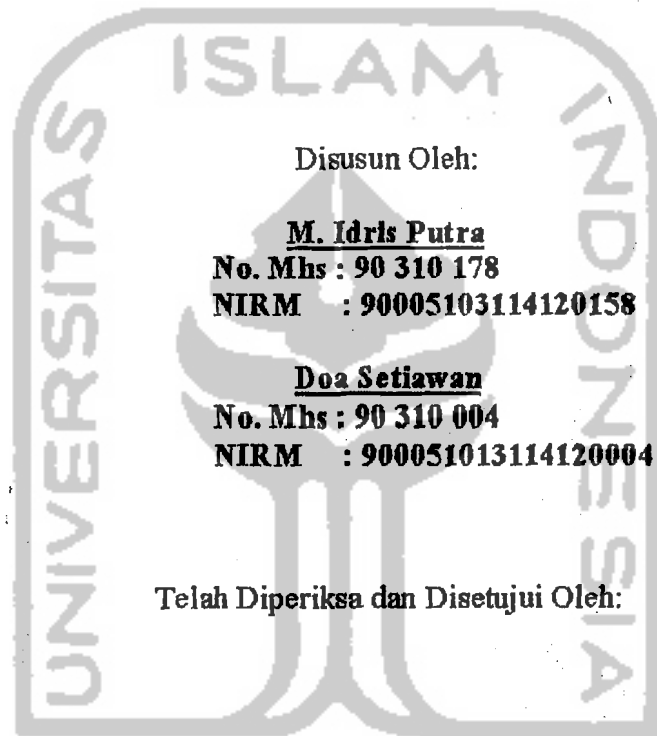 ISLAM
UNIVERSITAS
INDONESIA
Disusun Oleh:
M. Idris Putra
No. Mhs : 90 310 178
NIRM : 90005103114120158
Doa Setiawan
No. Mhs : 90 310 004
NIRM : 900051013114120004
Telah Diperiksa dan Disetujui Oleh: